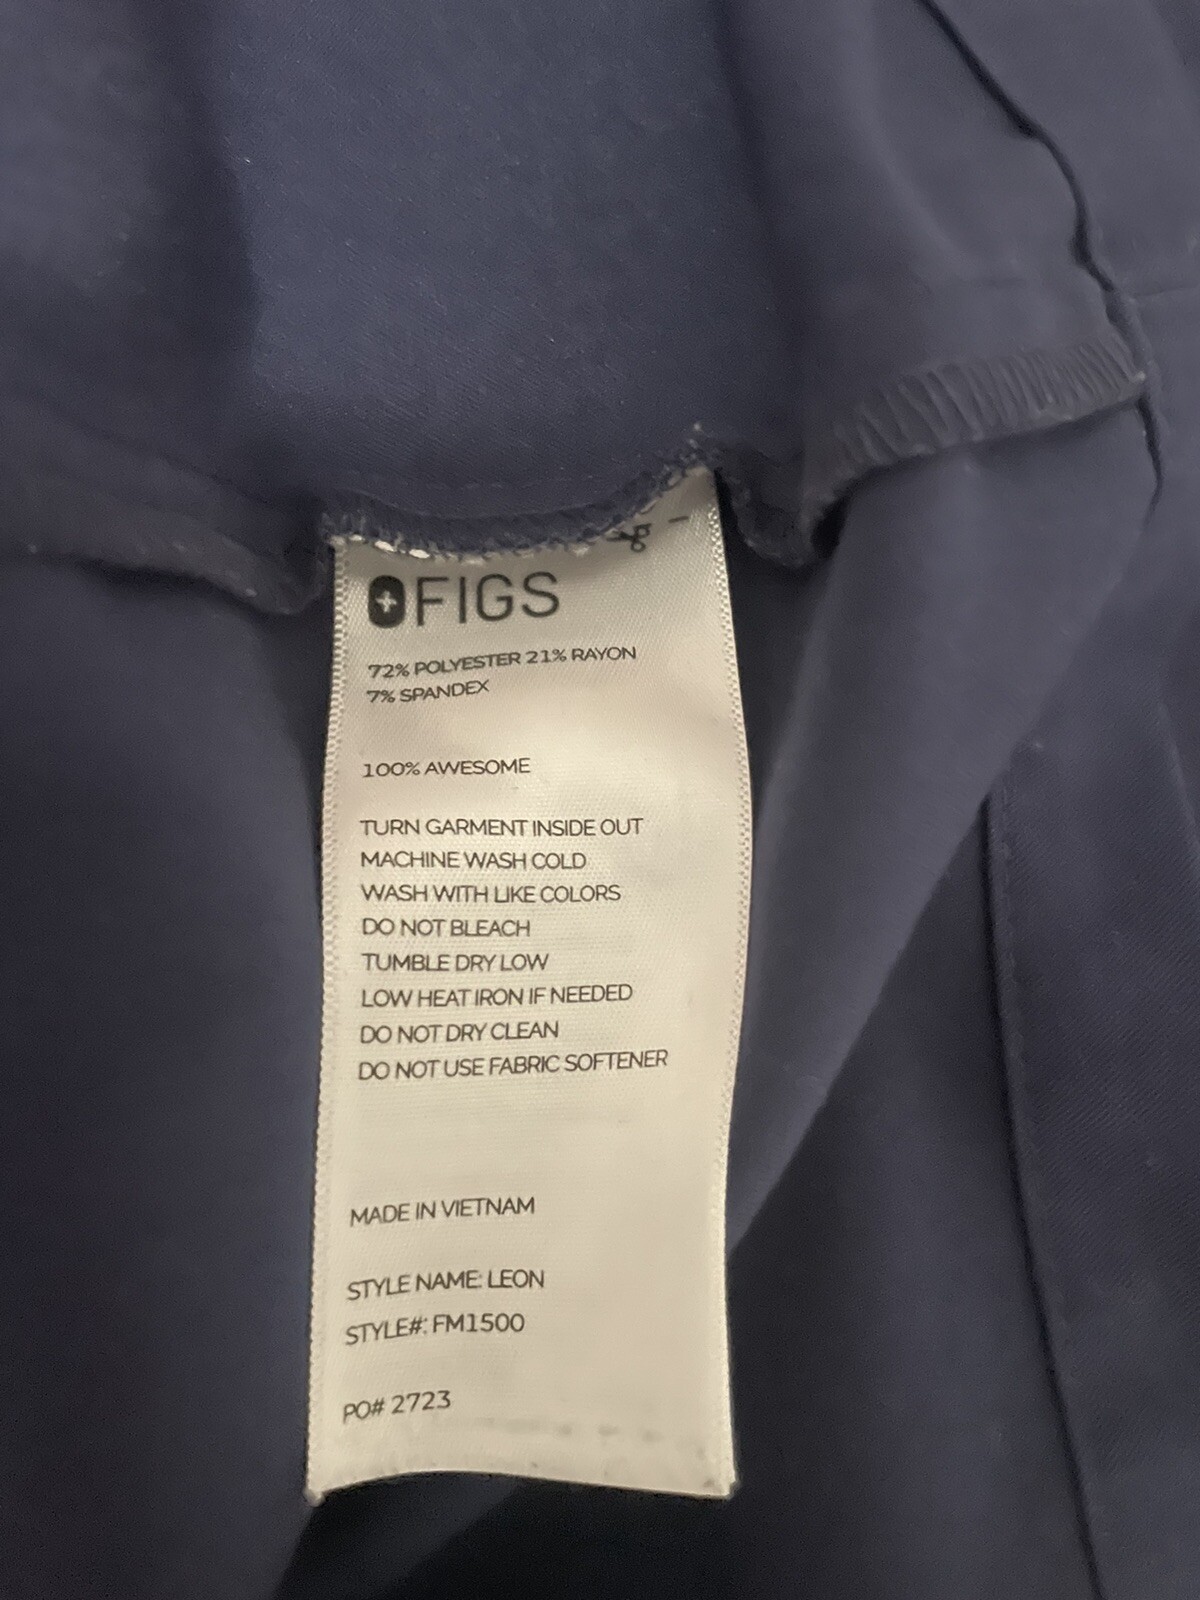 FIGS
72% POLYESTER 21% RAYON
7% SPANDEX
100% AWESOME
TURN GARMENT INSIDE OUT
MACHINE WASH COLD
WASH WITH LIKE COLORS
DO NOT BLEACH
TUMBLE DRY LOW
LOW HEAT IRON IF NEEDED
DO NOT DRY CLEAN
DO NOT USE FABRIC SOFTENER
MADE IN VIETNAM
STYLE NAME: LEON
STYLE#: FM1500
PO# 2723